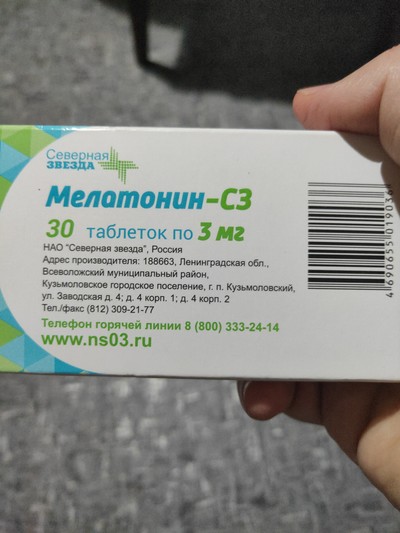 Северная
ЗВЕЗДА
Мелатонин-СЗ
30 таблеток по 3 мг
НАО "Северная звезда", Россия
Адрес производителя: 188663, Ленинградская обл.,
Всеволожский муниципальный район,
Кузьмоловское городское поселение, г. п. Кузьмоловский,
ул. Заводская д. 4; д. 4 корп. 1; д. 4 корп. 2
Тел./факс (812) 309-21-77
Телефон горячей линии 8 (800) 333-24-14
www.ns03.ru